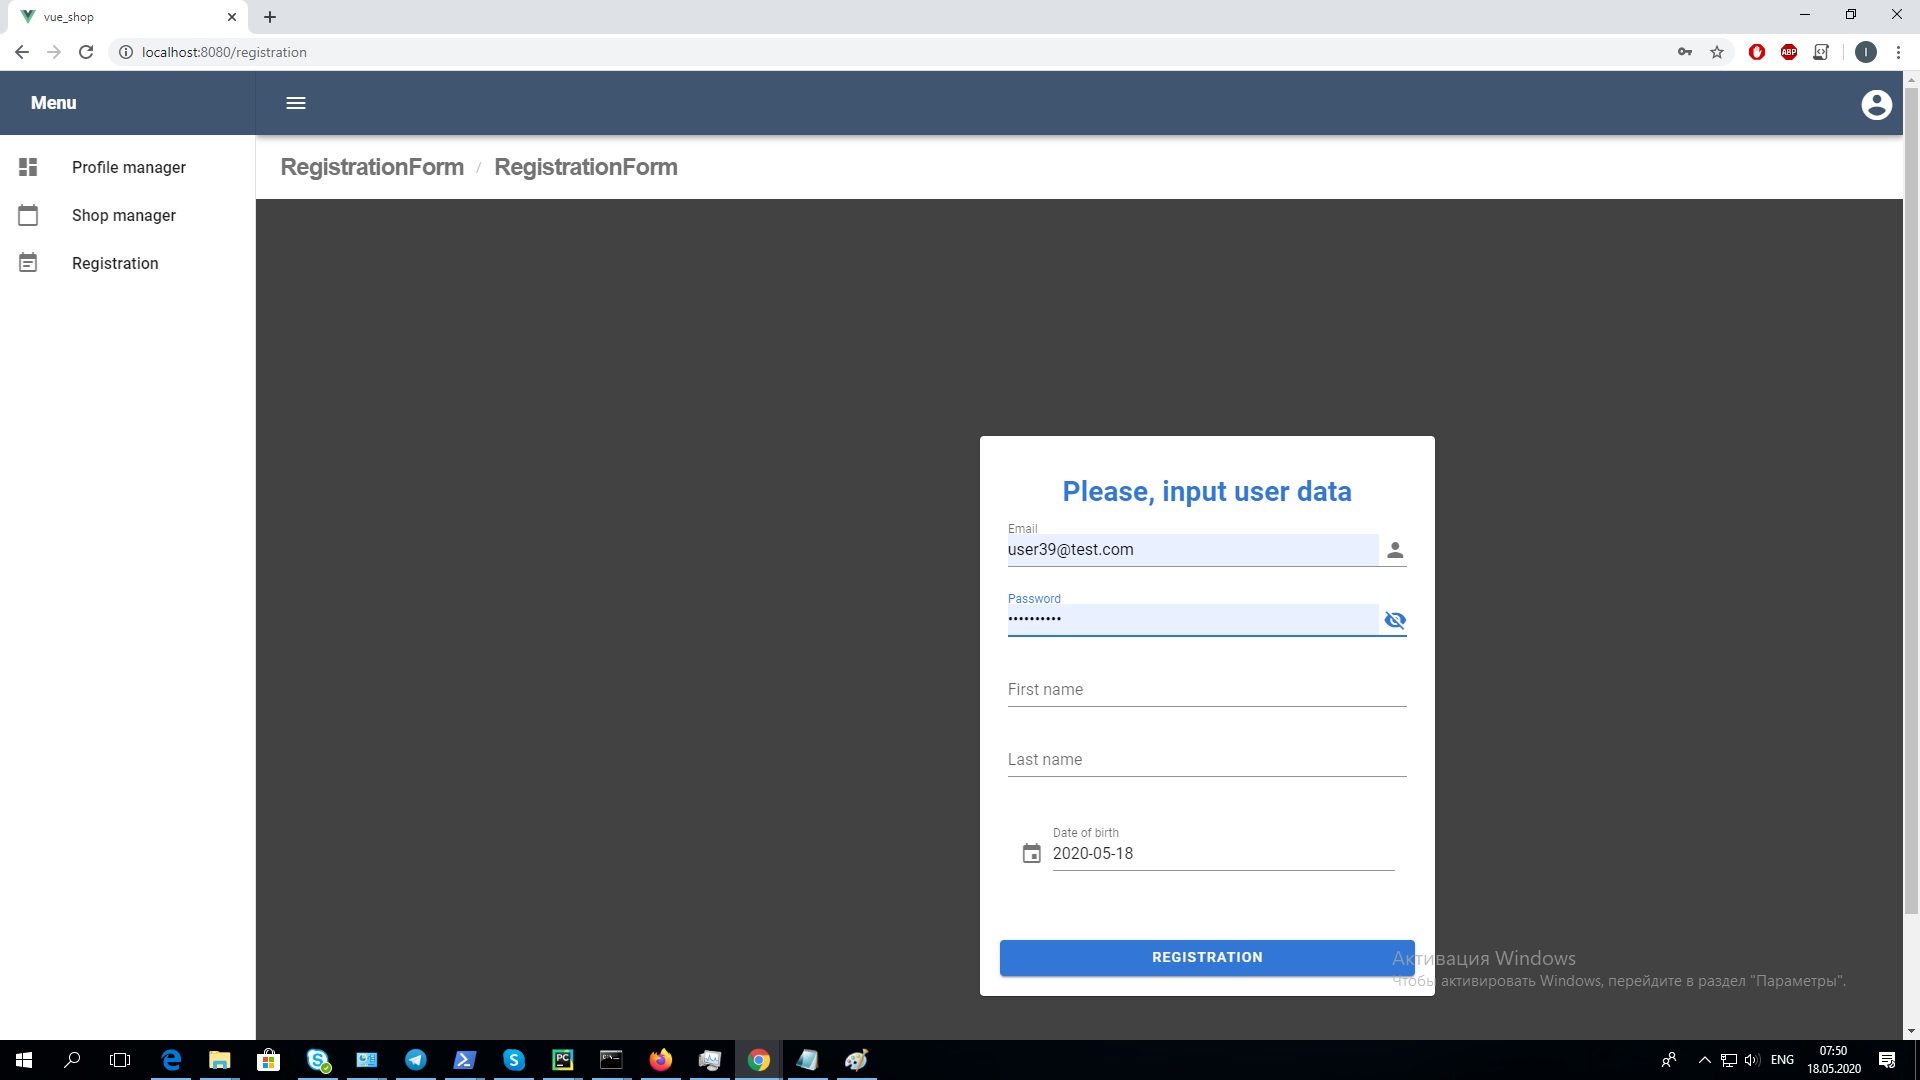 vue_shop
localhost:8080/registration
ABP
I
Menu
Profile manager
Shop manager
Registration
RegistrationForm / RegistrationForm
Please, input user data
Email
user39@test.com
Password
••••••••••
First name
Last name
Date of birth
2020-05-18
REGISTRATION
Активация Windows
Чтобы активировать Windows, перейдите в раздел "Параметры".
PC
ENG
07:50
18.05.2020